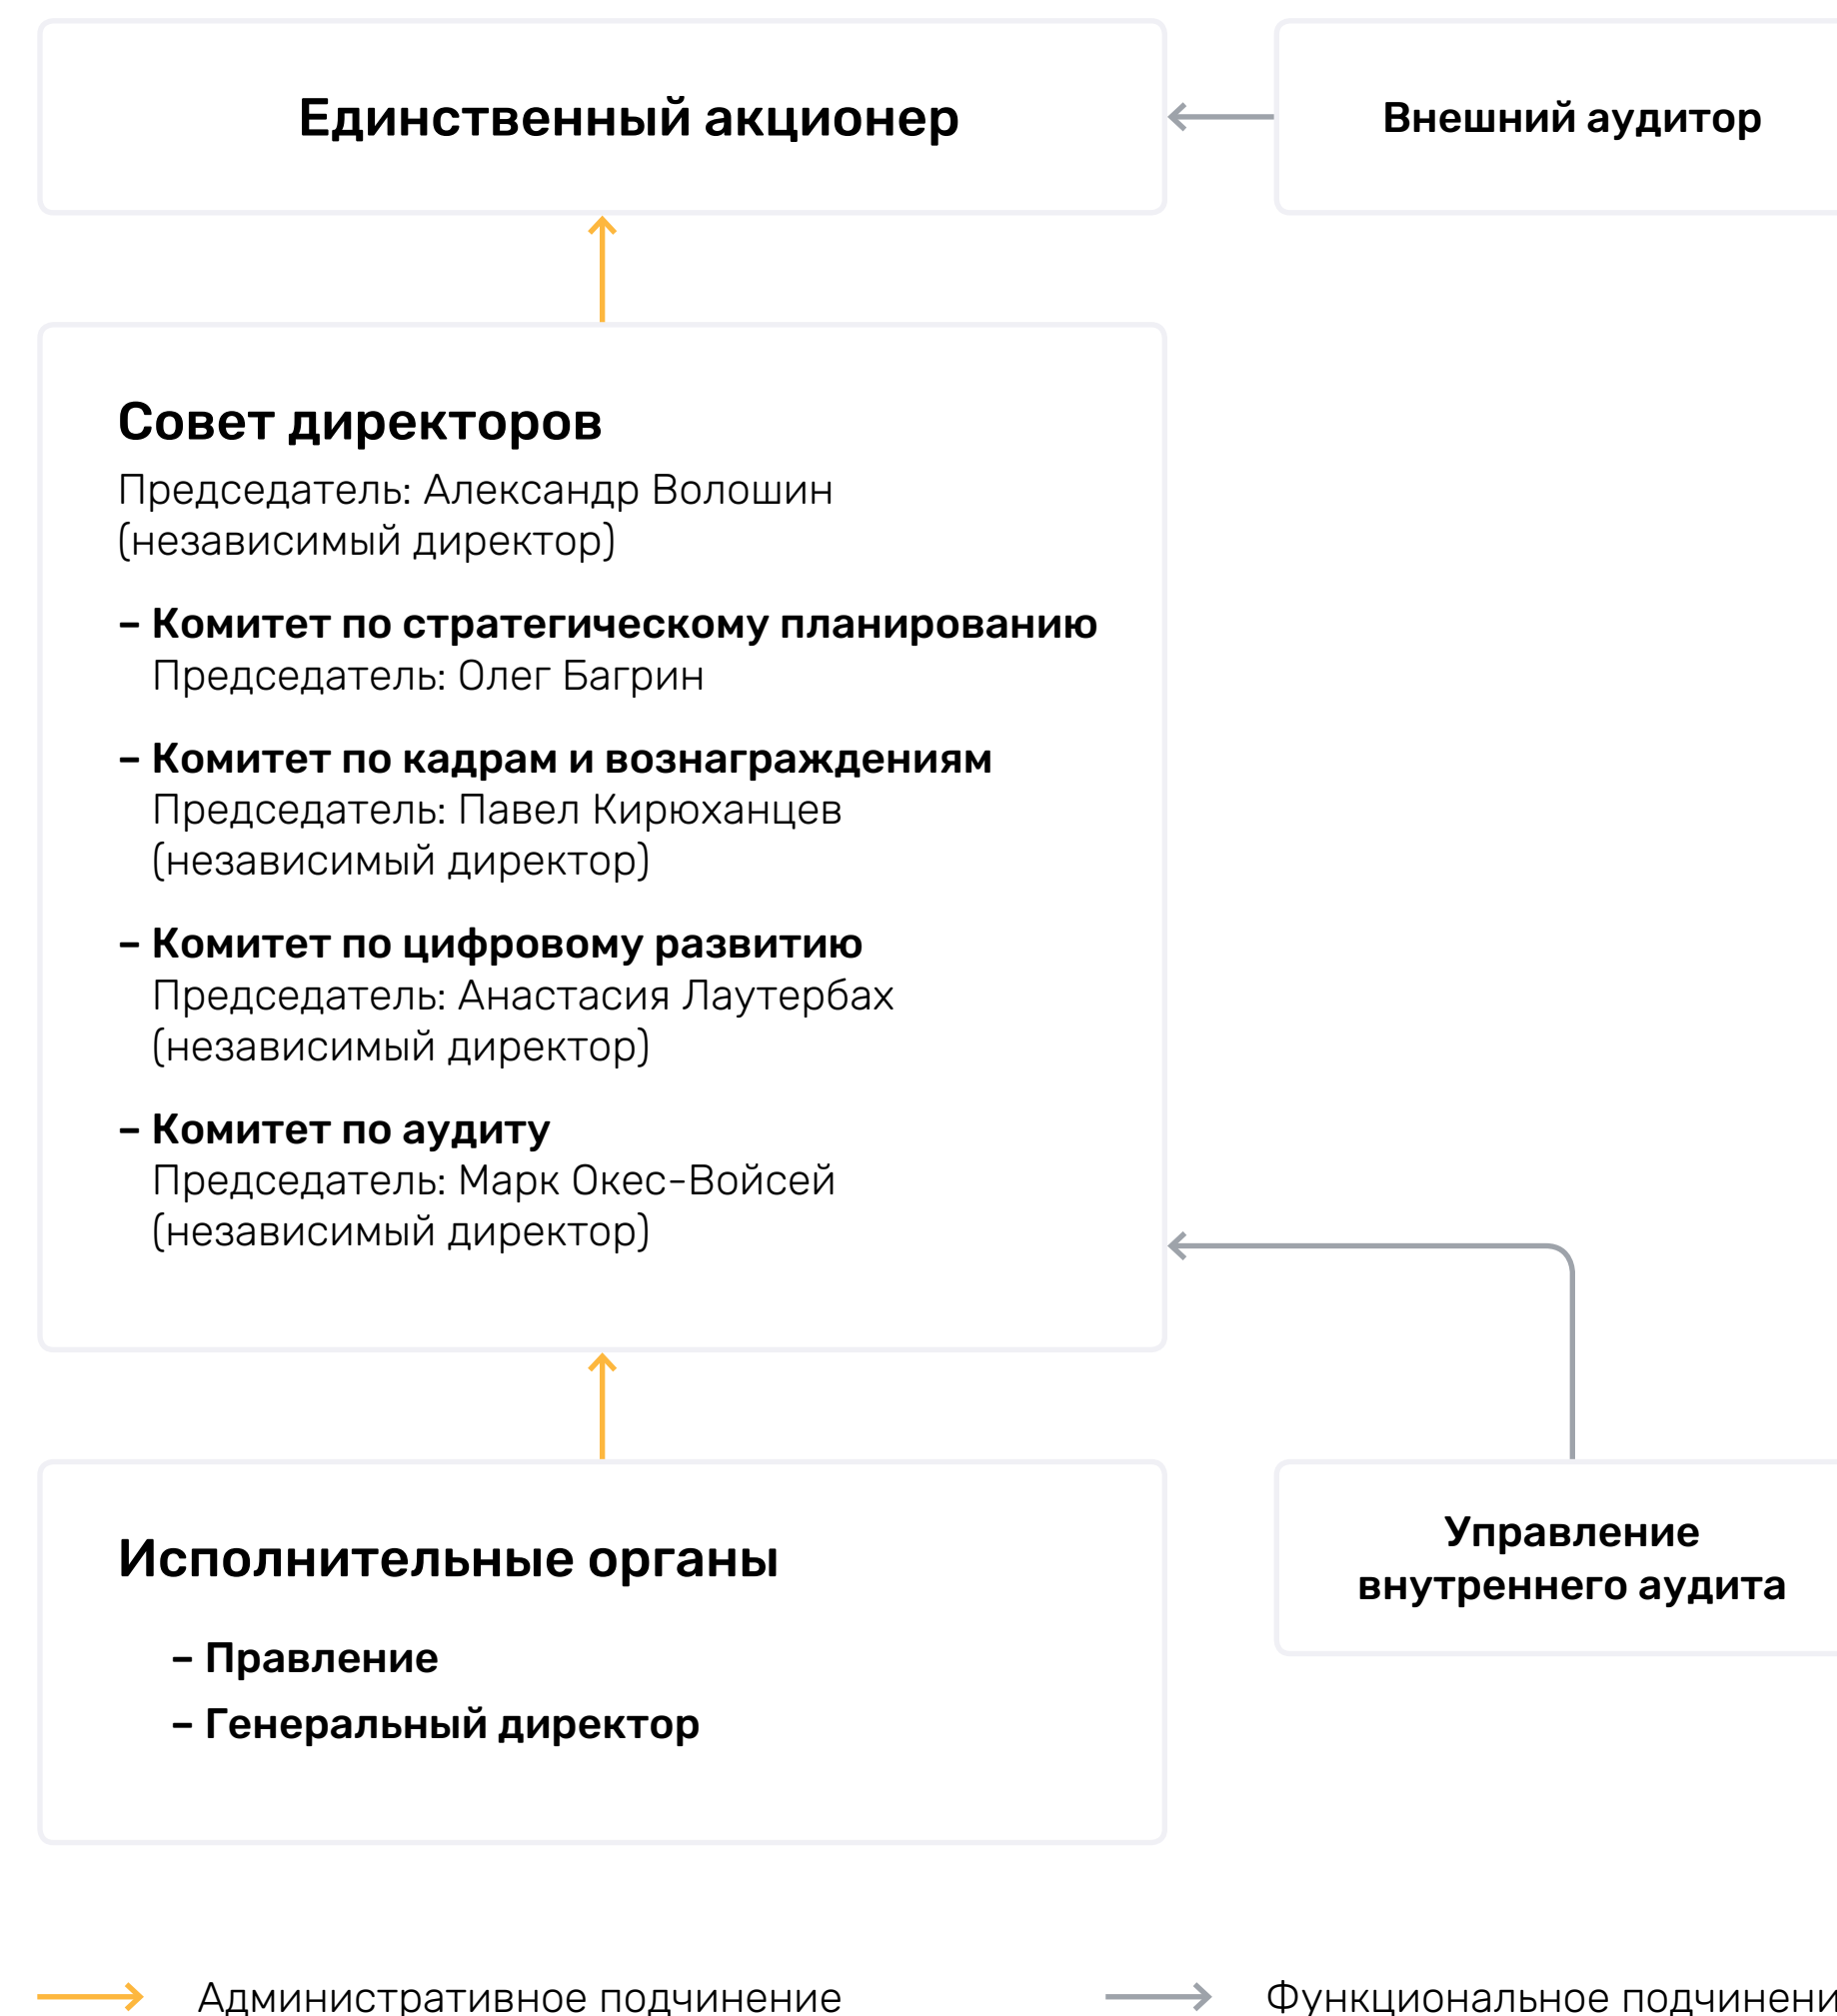 Единственный акционер
Внешний аудитор
Совет директоров
Председатель: Александр Волошин
(независимый директор)
– Комитет по стратегическому планированию
Председатель: Олег Багрин
– Комитет по кадрам и вознаграждениям
Председатель: Павел Кирюханцев
(независимый директор)
– Комитет по цифровому развитию
Председатель: Анастасия Лаутербах
(независимый директор)
– Комитет по аудиту
Председатель: Марк Окес-Войсей
(независимый директор)
Исполнительные органы
– Правление
– Генеральный директор
Управление
внутреннего аудита
Административное подчинение
Функциональное подчинени